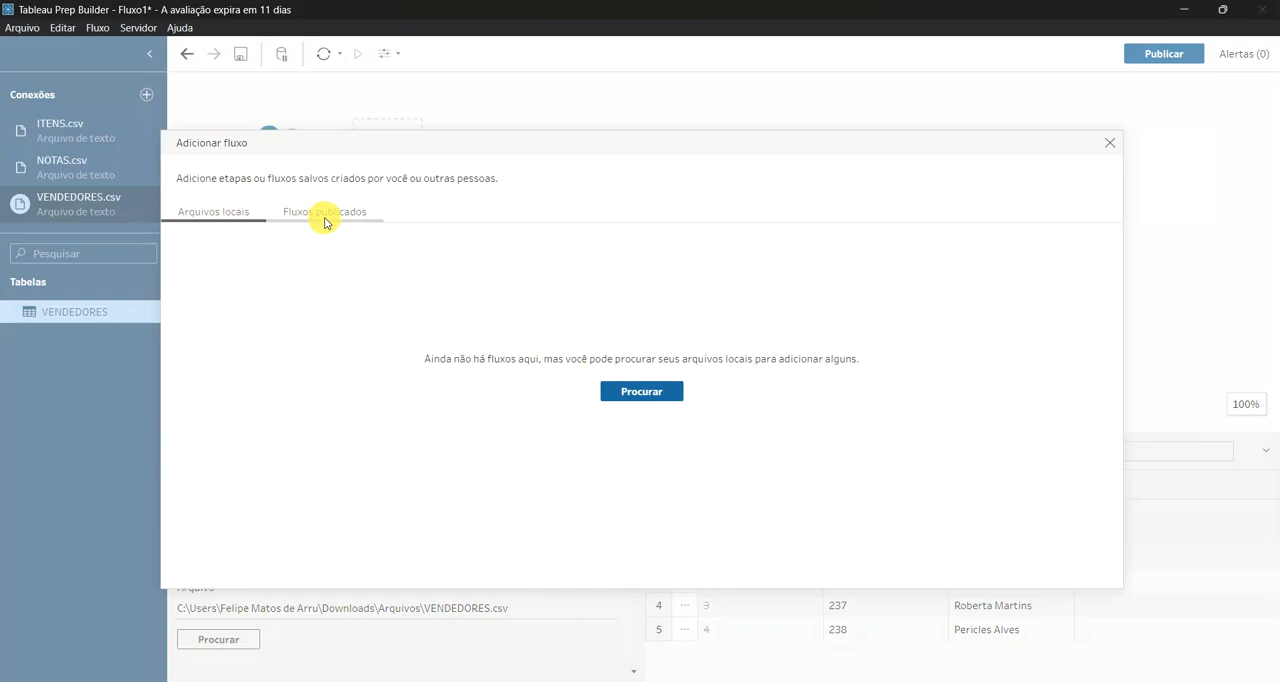 Tableau Prep Builder - Fluxo1* - A avaliação expira em 11 dias
Arquivo Editar Fluxo Servidor Ajuda
Publicar
Alertas (0)
Conexões
ITENS.csv
Arquivo de texto
NOTAS.csv
Arquivo de texto
VENDEDORES.csv
Arquivo de texto
Pesquisar
Tabelas
VENDEDORES
Adicionar fluxo
Adicione etapas ou fluxos salvos criados por você ou outras pessoas.
Arquivos locais
Fluxos publicados
Ainda não há fluxos aqui, mas você pode procurar seus arquivos locais para adicionar alguns.
Procurar
100%
Arquivo
C:\Users\Felipe Matos de Arru\Downloads\Arquivos\VENDEDORES.csv
Procurar
4 ... 3 237 Roberta Martins
5 ... 4 238 Pericles Alves